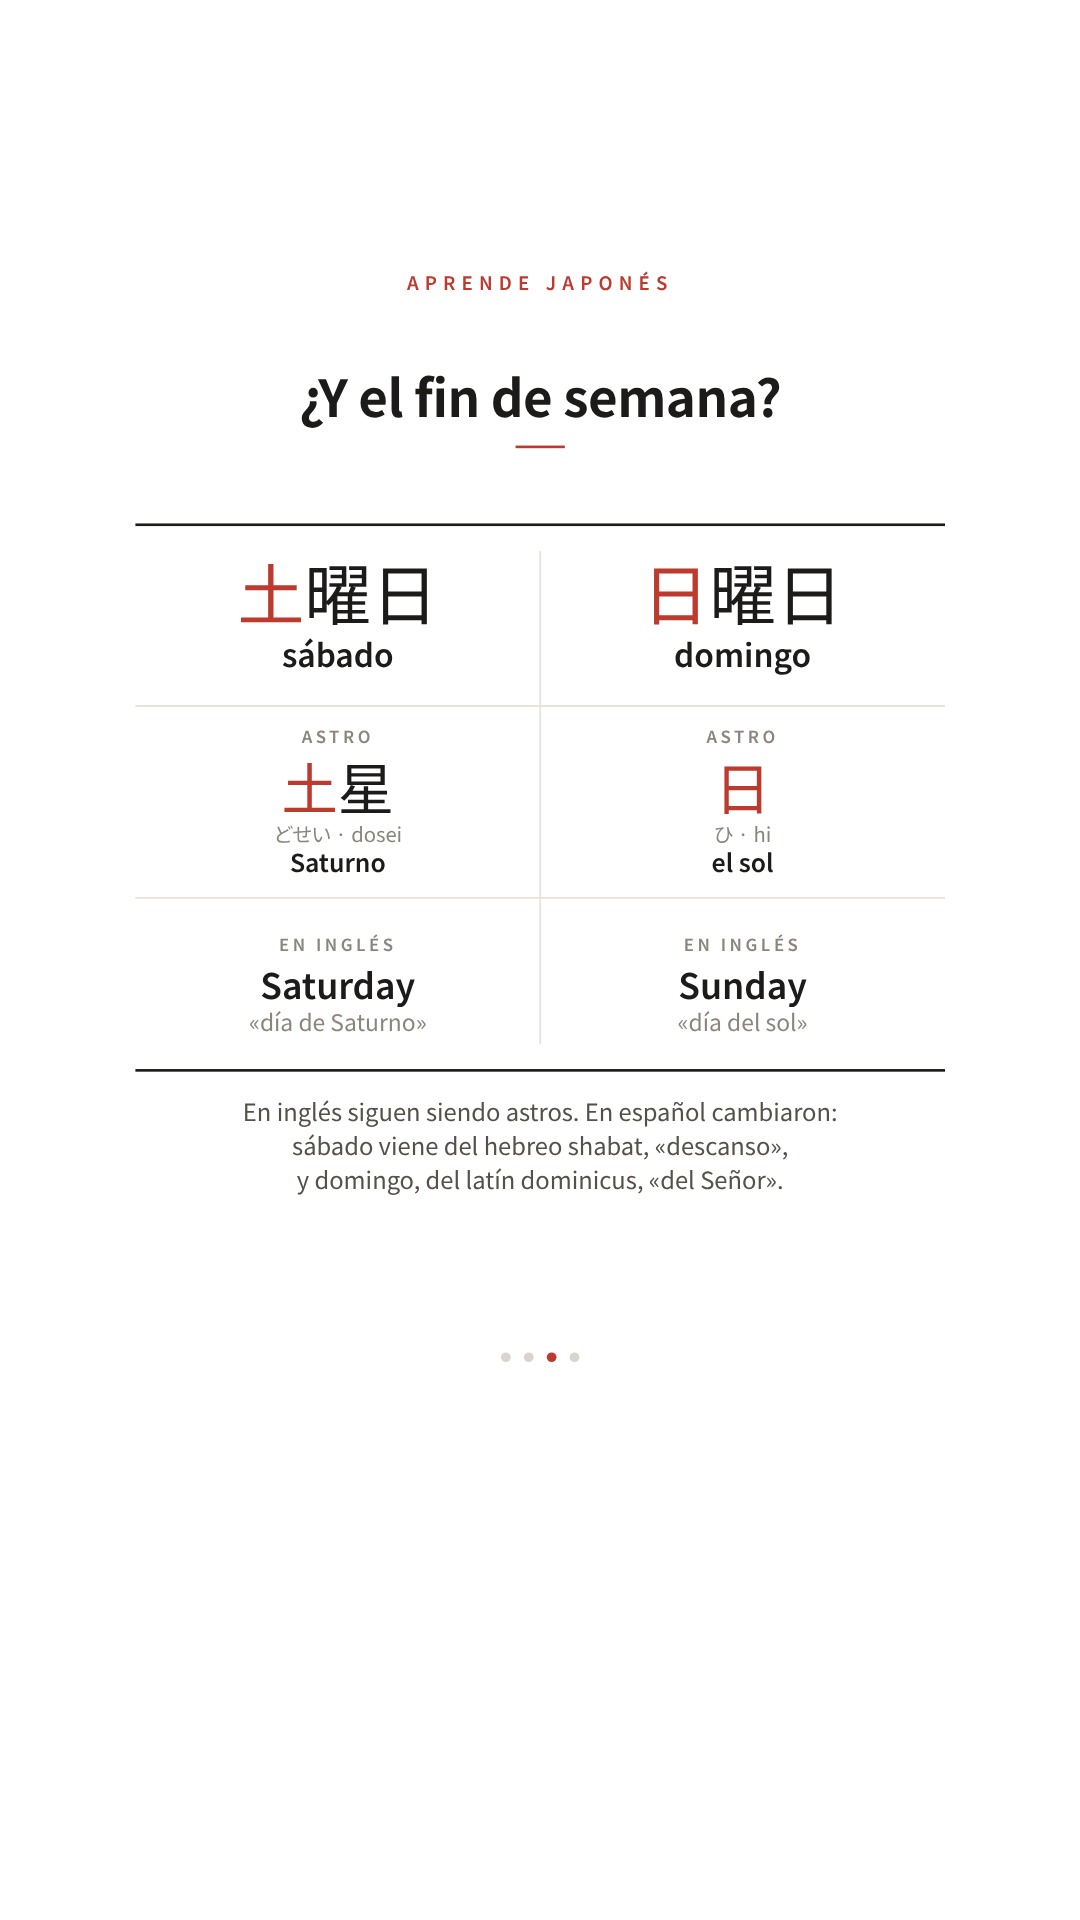 APRENDE JAPONÉS
¿Y el fin de semana?
土曜日
sábado
日曜日
domingo
ASTRO
土星
どせい · dosei
Saturno
ASTRO
日
ひ · hi
el sol
EN INGLÉS
Saturday
«día de Saturno»
EN INGLÉS
Sunday
«día del sol»
En inglés siguen siendo astros. En español cambiaron:
sábado viene del hebreo shabat, «descanso»,
y domingo, del latín dominicus, «del Señor».